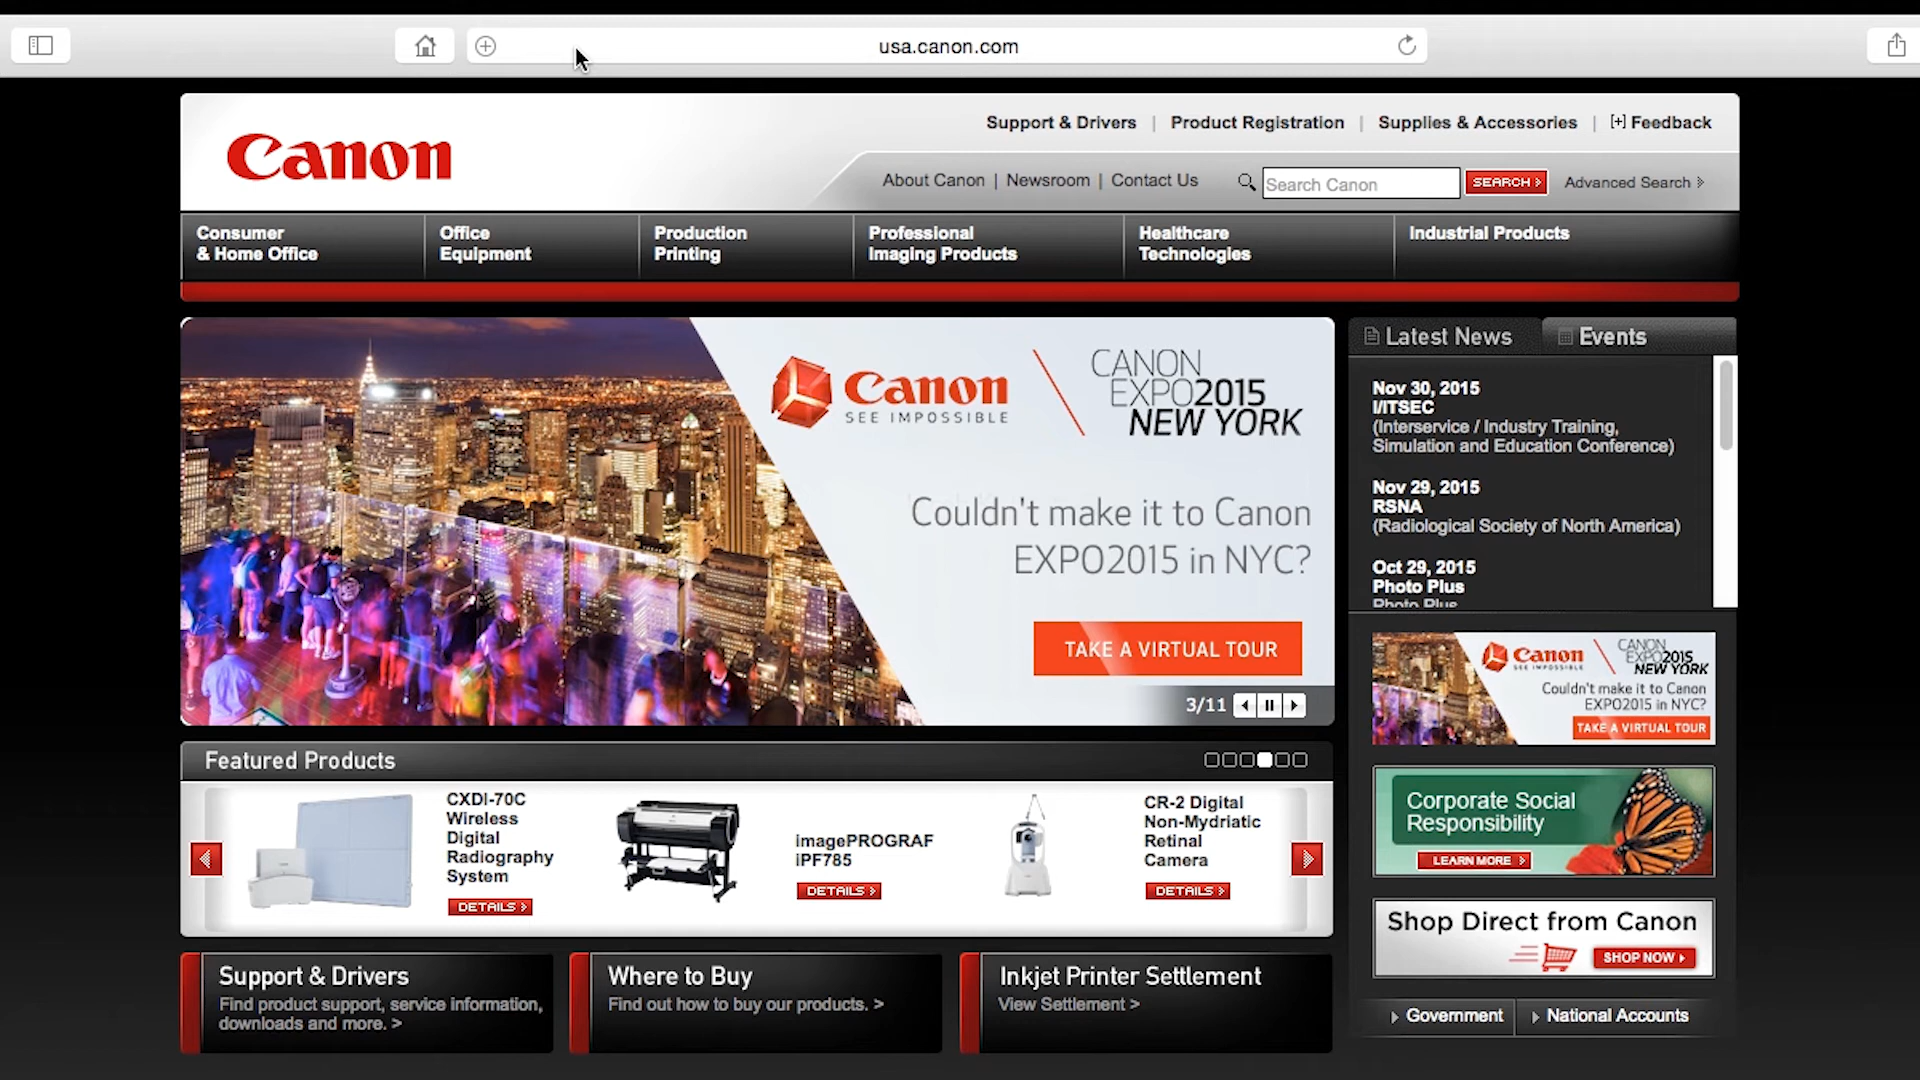 usa.canon.com
Canon
Support & Drivers | Product Registration | Supplies & Accessories | [+] Feedback
About Canon | Newsroom | Contact Us
Search Canon
SEARCH
Advanced Search
Consumer
& Home Office
Office
Equipment
Production
Printing
Professional
Imaging Products
Healthcare
Technologies
Industrial Products
Canon
SEE IMPOSSIBLE
CANON
EXPO2015
NEW YORK
Couldn't make it to Canon
EXPO2015 in NYC?
TAKE A VIRTUAL TOUR
3/11
Latest News
Events
Nov 30, 2015
I/ITSEC
(Interservice / Industry Training,
Simulation and Education Conference)
Nov 29, 2015
RSNA
(Radiological Society of North America)
Oct 29, 2015
Photo Plus
Photo Plus
Canon
SEE IMPOSSIBLE
CANON
EXPO2015
NEW YORK
Couldn't make it to Canon
EXPO2015 in NYC?
TAKE A VIRTUAL TOUR
Corporate Social
Responsibility
LEARN MORE
Shop Direct from Canon
SHOP NOW
Government
National Accounts
Featured Products
CXDI-70C
Wireless
Digital
Radiography
System
DETAILS
imagePROGRAF
iPF785
DETAILS
CR-2 Digital
Non-Mydriatic
Retinal
Camera
DETAILS
Support & Drivers
Find product support, service information,
downloads and more. >
Where to Buy
Find out how to buy our products. >
Inkjet Printer Settlement
View Settlement >